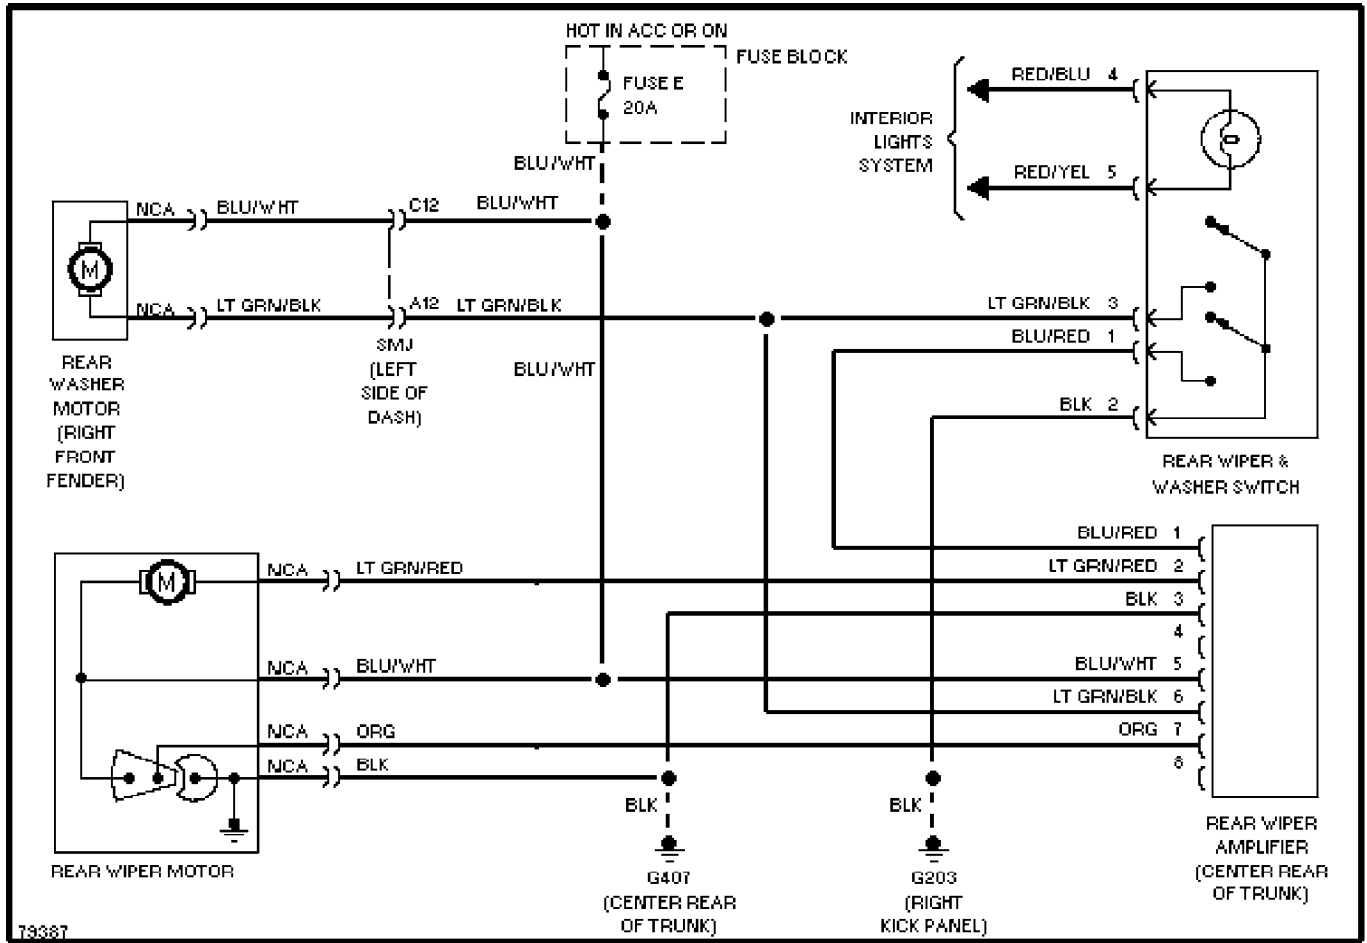 HOT IN ACC OR ON
FUSE BLOCK
FUSE E
20A
BLU/WHT
INTERIOR
LIGHTS
SYSTEM
RED/BLU 4
RED/YEL 5
NCA
BLU/WHT
C12
BLU/WHT
M
NCA
LT GRN/BLK
A12
LT GRN/BLK
LT GRN/BLK 3
BLU/RED 1
BLK 2
SMJ
(LEFT
SIDE OF
DASH)
BLU/WHT
REAR
WASHER
MOTOR
(RIGHT
FRONT
FENDER)
REAR WIPER &
WASHER SWITCH
M
NCA
LT GRN/RED
NCA
BLU/WHT
NCA
ORG
NCA
BLK
BLU/RED 1
LT GRN/RED 2
BLK 3
4
BLU/WHT 5
LT GRN/BLK 6
ORG 7
8
BLK
BLK
REAR WIPER MOTOR
G407
(CENTER REAR
OF TRUNK)
G203
(RIGHT
KICK PANEL)
REAR WIPER
AMPLIFIER
(CENTER REAR
OF TRUNK)
79387